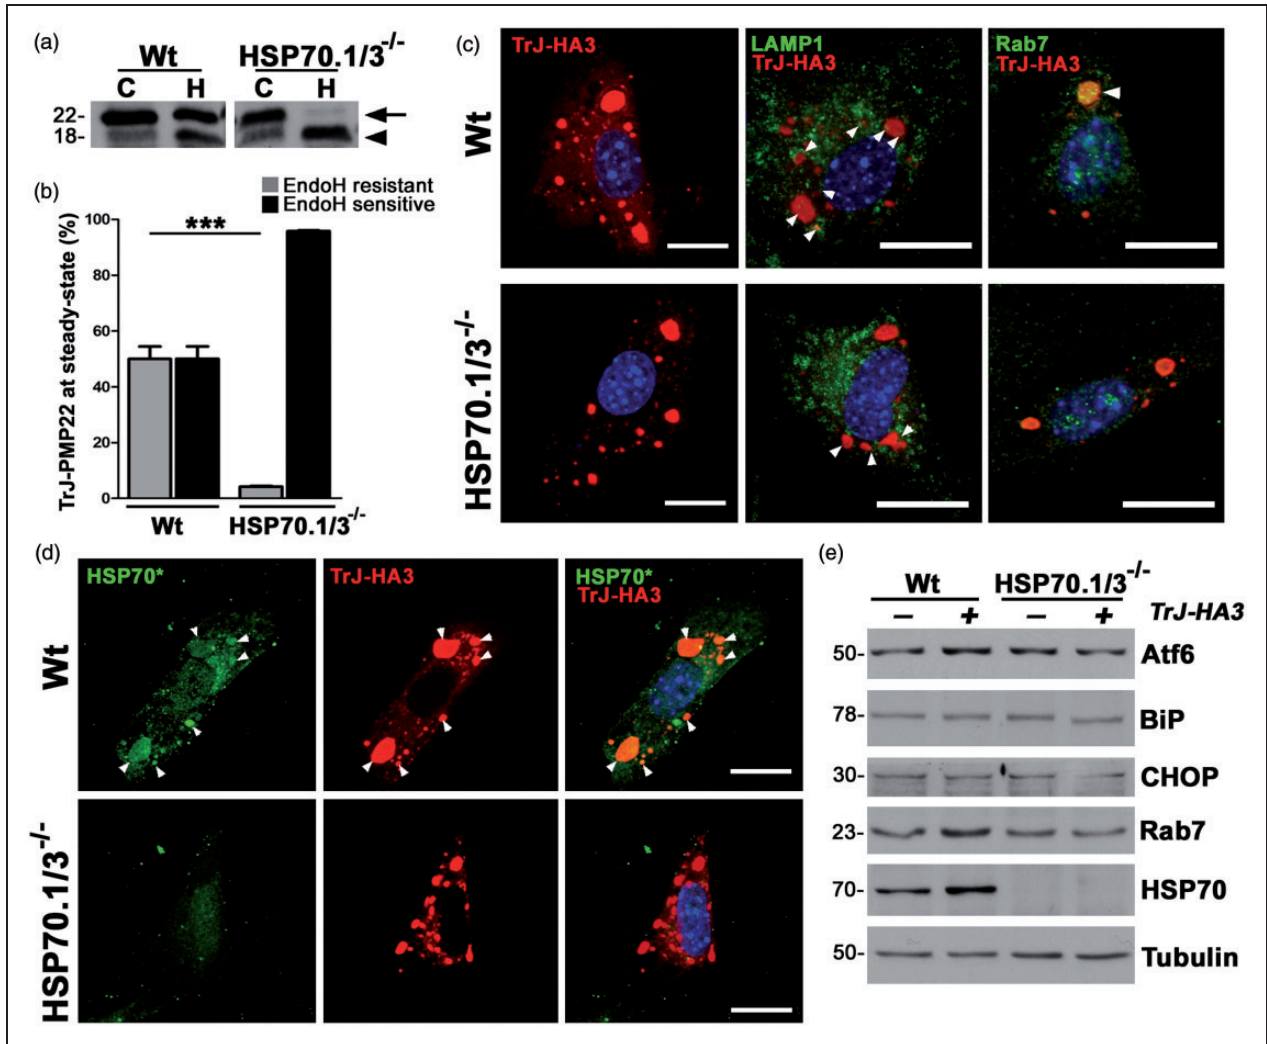 (a)
Wt HSP70.1/3-/-
C H C H
22-
18-
(b)
EndoH resistant
EndoH sensitive
TrJ-PMP22 at steady-state (%)
100
80
60
40
20
0
***
Wt HSP70.1/3-/-
(c)
Wt
HSP70.1/3-/-
TrJ-HA3
LAMP1
TrJ-HA3
Rab7
TrJ-HA3
(d)
Wt
HSP70.1/3-/-
HSP70*
TrJ-HA3
HSP70*
TrJ-HA3
(e)
Wt HSP70.1/3-/-
– + – + TrJ-HA3
50- Atf6
78- BiP
30- CHOP
23- Rab7
70- HSP70
50- Tubulin